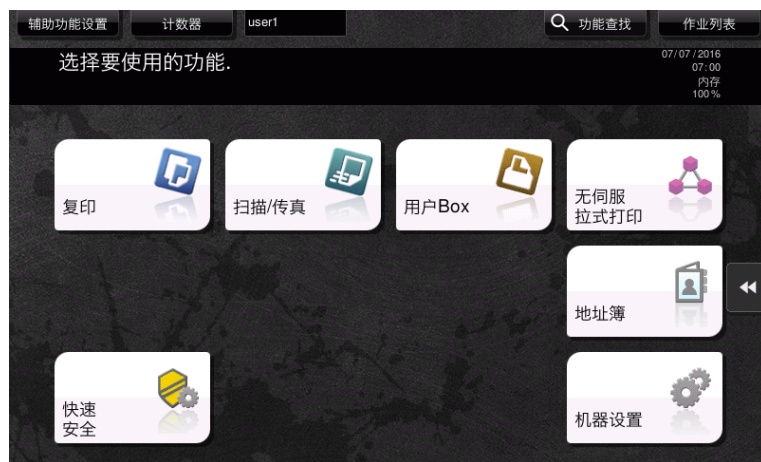 辅助功能设置
计数器
user1
功能查找
作业列表
选择要使用的功能.
07/07/2016
07:00
内存
100%
复印
扫描/传真
用户Box
无伺服
拉式打印
地址簿
快速
安全
机器设置